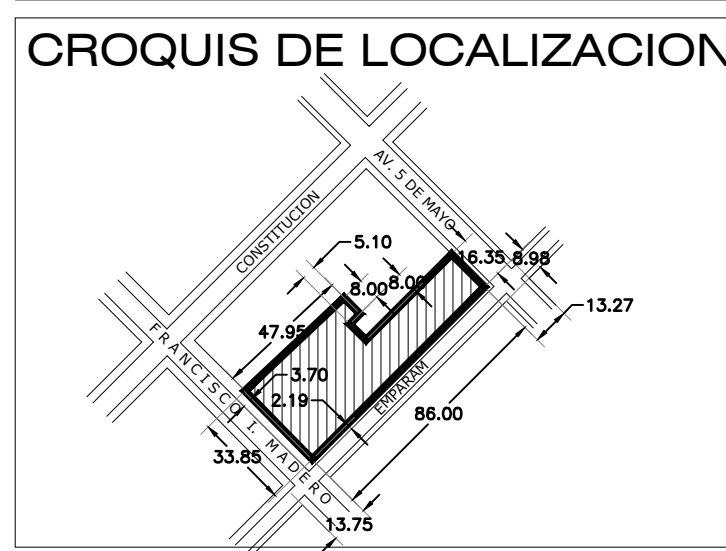 CROQUIS DE LOCALIZACION
AV. 5 DE MAYO
CONSTITUCION
5.10
16.35
8.98
8.00
8.00
13.27
47.95
FRANCISCO I. MADERO
3.70
2.19
EMPARAM
86.00
33.85
13.75